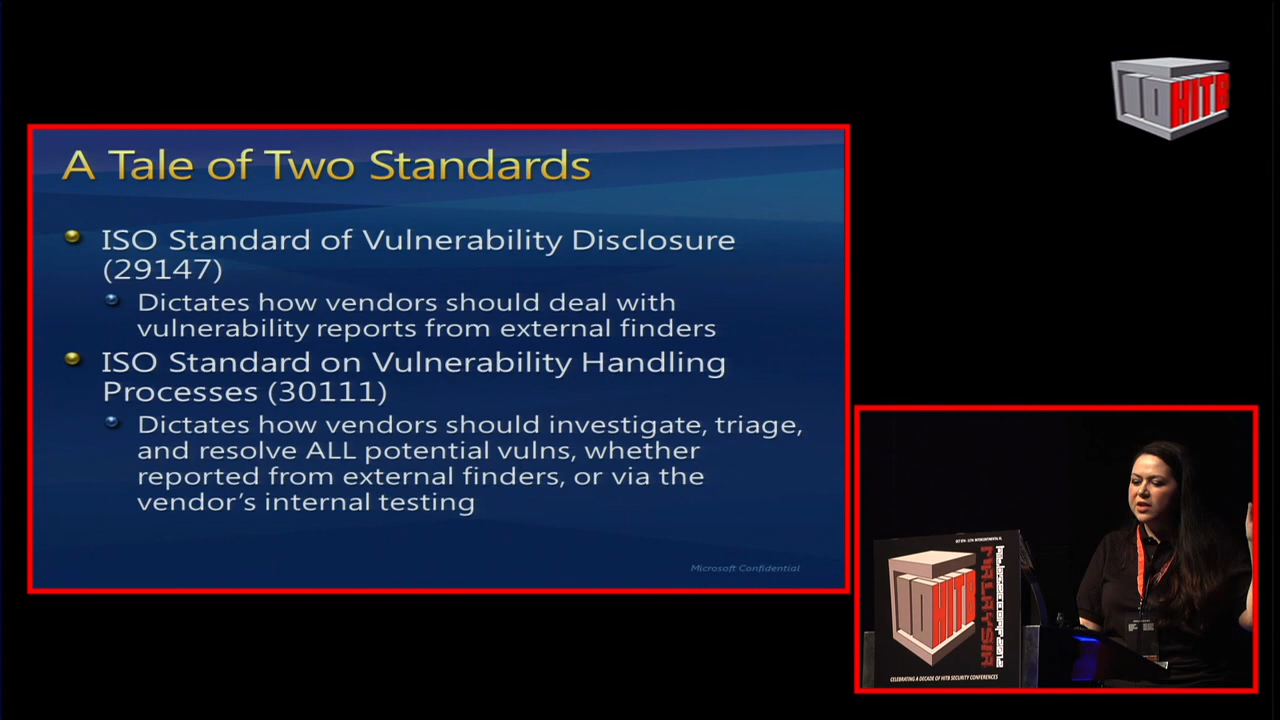 10 HITB
A Tale of Two Standards
ISO Standard of Vulnerability Disclosure
(29147)
Dictates how vendors should deal with
vulnerability reports from external finders
ISO Standard on Vulnerability Handling
Processes (30111)
Dictates how vendors should investigate, triage,
and resolve ALL potential vulns, whether
reported from external finders, or via the
vendor's internal testing
Microsoft Confidential
10 HITB
MALAYSIA
CELEBRATING A DECADE OF HITB SECURITY CONFERENCES